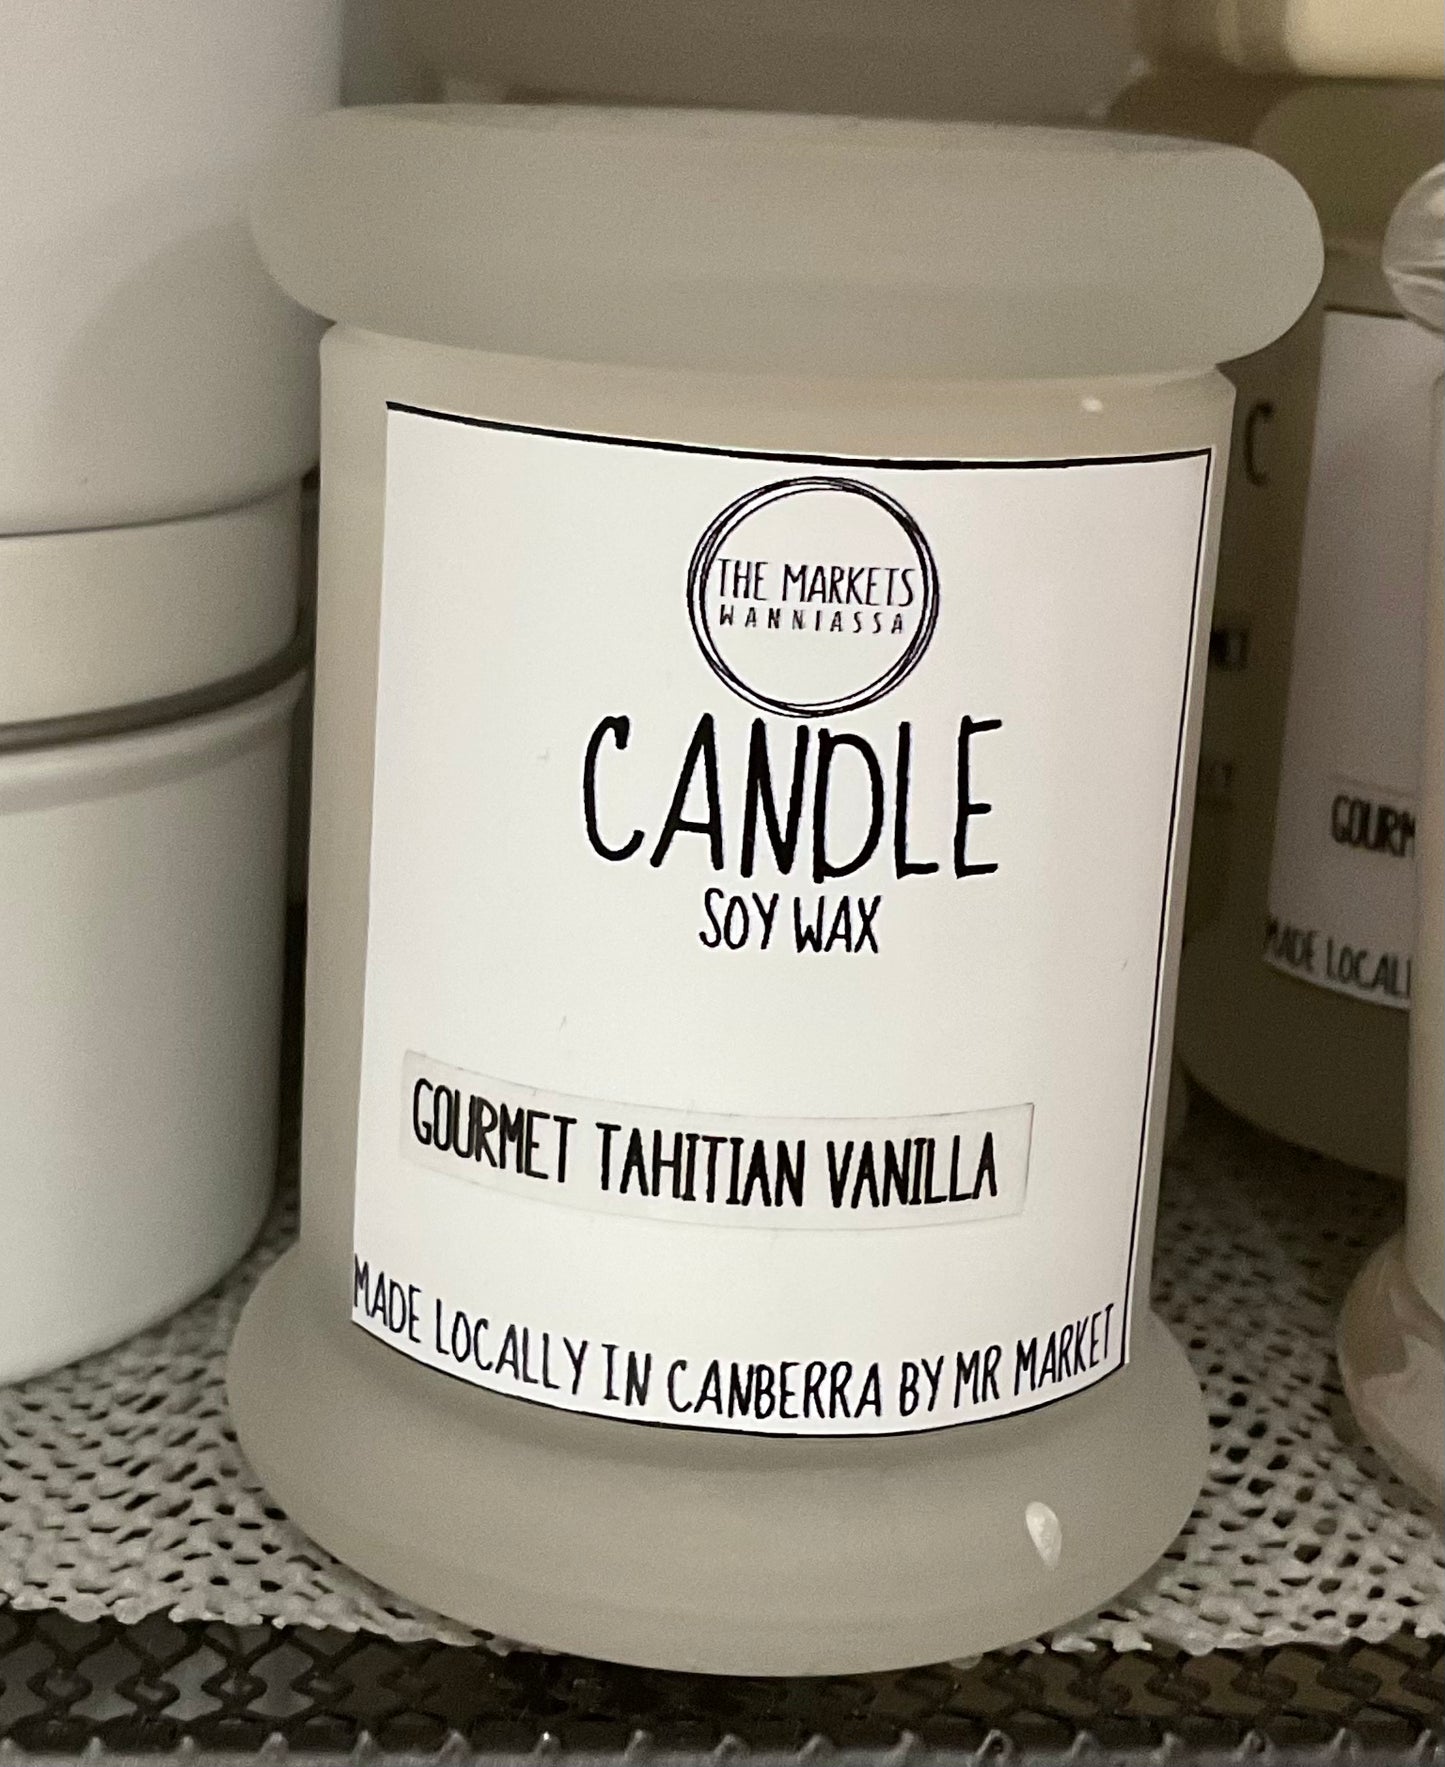 THE MARKETS
WANNIASSA
CANDLE
SOY WAX
GOURMET TAHITIAN VANILLA
MADE LOCALLY IN CANBERRA BY MR MARKET
C